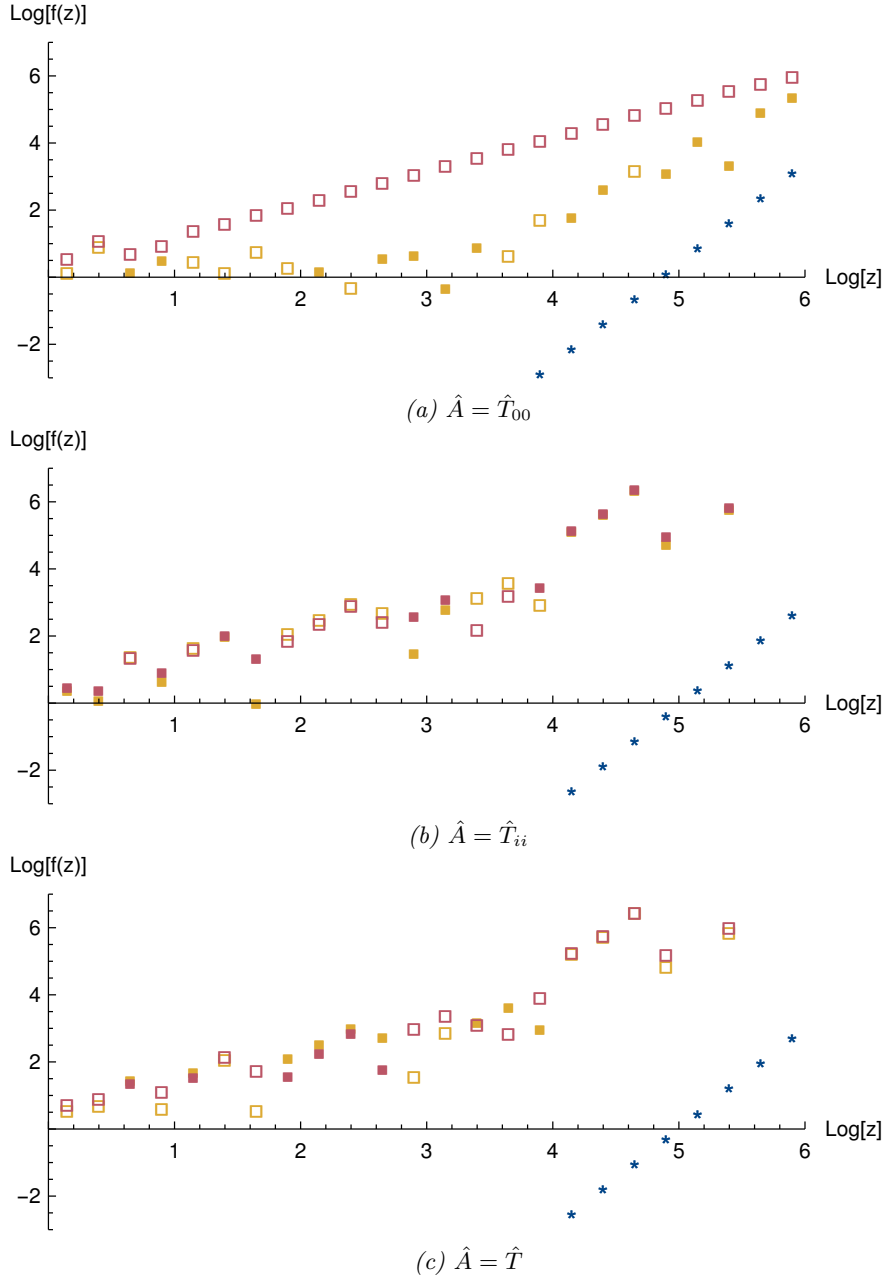 Log[f(z)]
6
4
2
-2
1 2 3 4 5 6
Log[z]
(a) Â = T̂₀₀
Log[f(z)]
6
4
2
-2
1 2 3 4 5 6
Log[z]
(b) Â = T̂ᵢᵢ
Log[f(z)]
6
4
2
-2
1 2 3 4 5 6
Log[z]
(c) Â = T̂